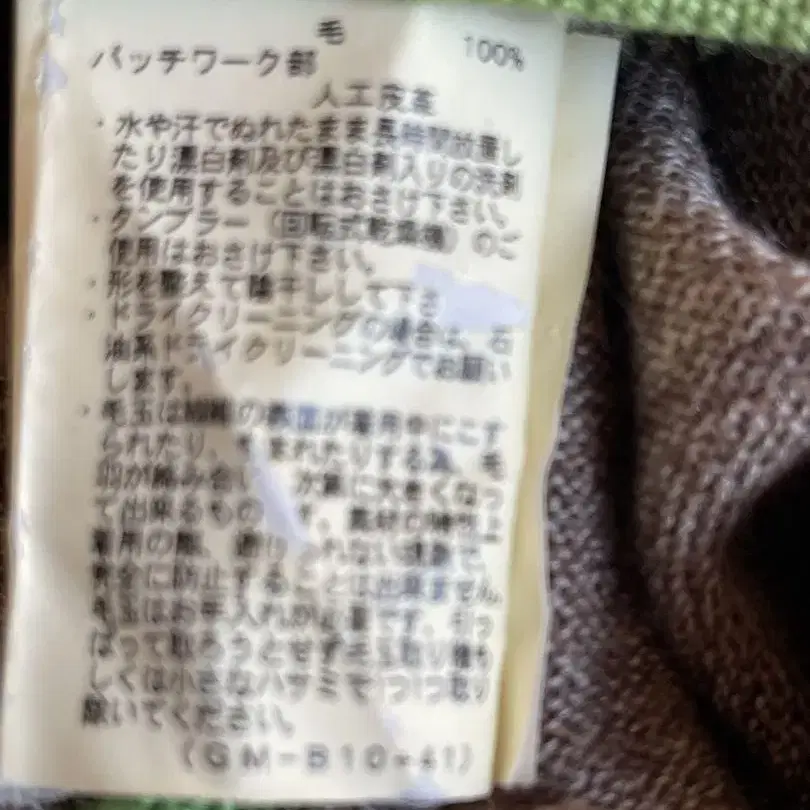 毛
100%
パッチワーク部
人工皮革
・水や汗でぬれたまま長時間放置し
たり漂白剤及び漂白剤入りの洗剤
を使用することはおさけ下さい。
・タンブラー(回転式乾燥機)のご
使用はおさけ下さい。
・形を整えて陰干しして下さ
・ドライクリーニングの場合は、石
油系ドライクリーニングでお願い
します。
・毛玉は繊維の表面が着用中にこす
られたり、まれたりする為、毛
羽が絡み合い 次第に大きくなっ
て出来るもの す。素材の特性上
着用の際、避け れない現象で
完全に防止することは出来ません
毛玉はお手入れが必要です。引っ
ぱって取ろうとせず毛玉取り機も
しくは小さなハサミで1つ1つ取り
除いてください。
(GM-B10-41)